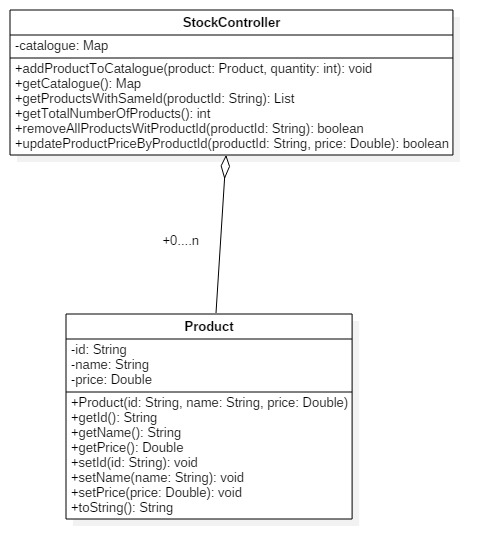 StockController
-catalogue: Map
+addProductToCatalogue(product: Product, quantity: int): void
+getCatalogue(): Map
+getProductsWithSameId(productId: String): List
+getTotalNumberOfProducts(): int
+removeAllProductsWitProductId(productId: String): boolean
+updateProductPriceByProductId(productId: String, price: Double): boolean
+0....n
Product
-id: String
-name: String
-price: Double
+Product(id: String, name: String, price: Double)
+getId(): String
+getName(): String
+getPrice(): Double
+setId(id: String): void
+setName(name: String): void
+setPrice(price: Double): void
+toString(): String